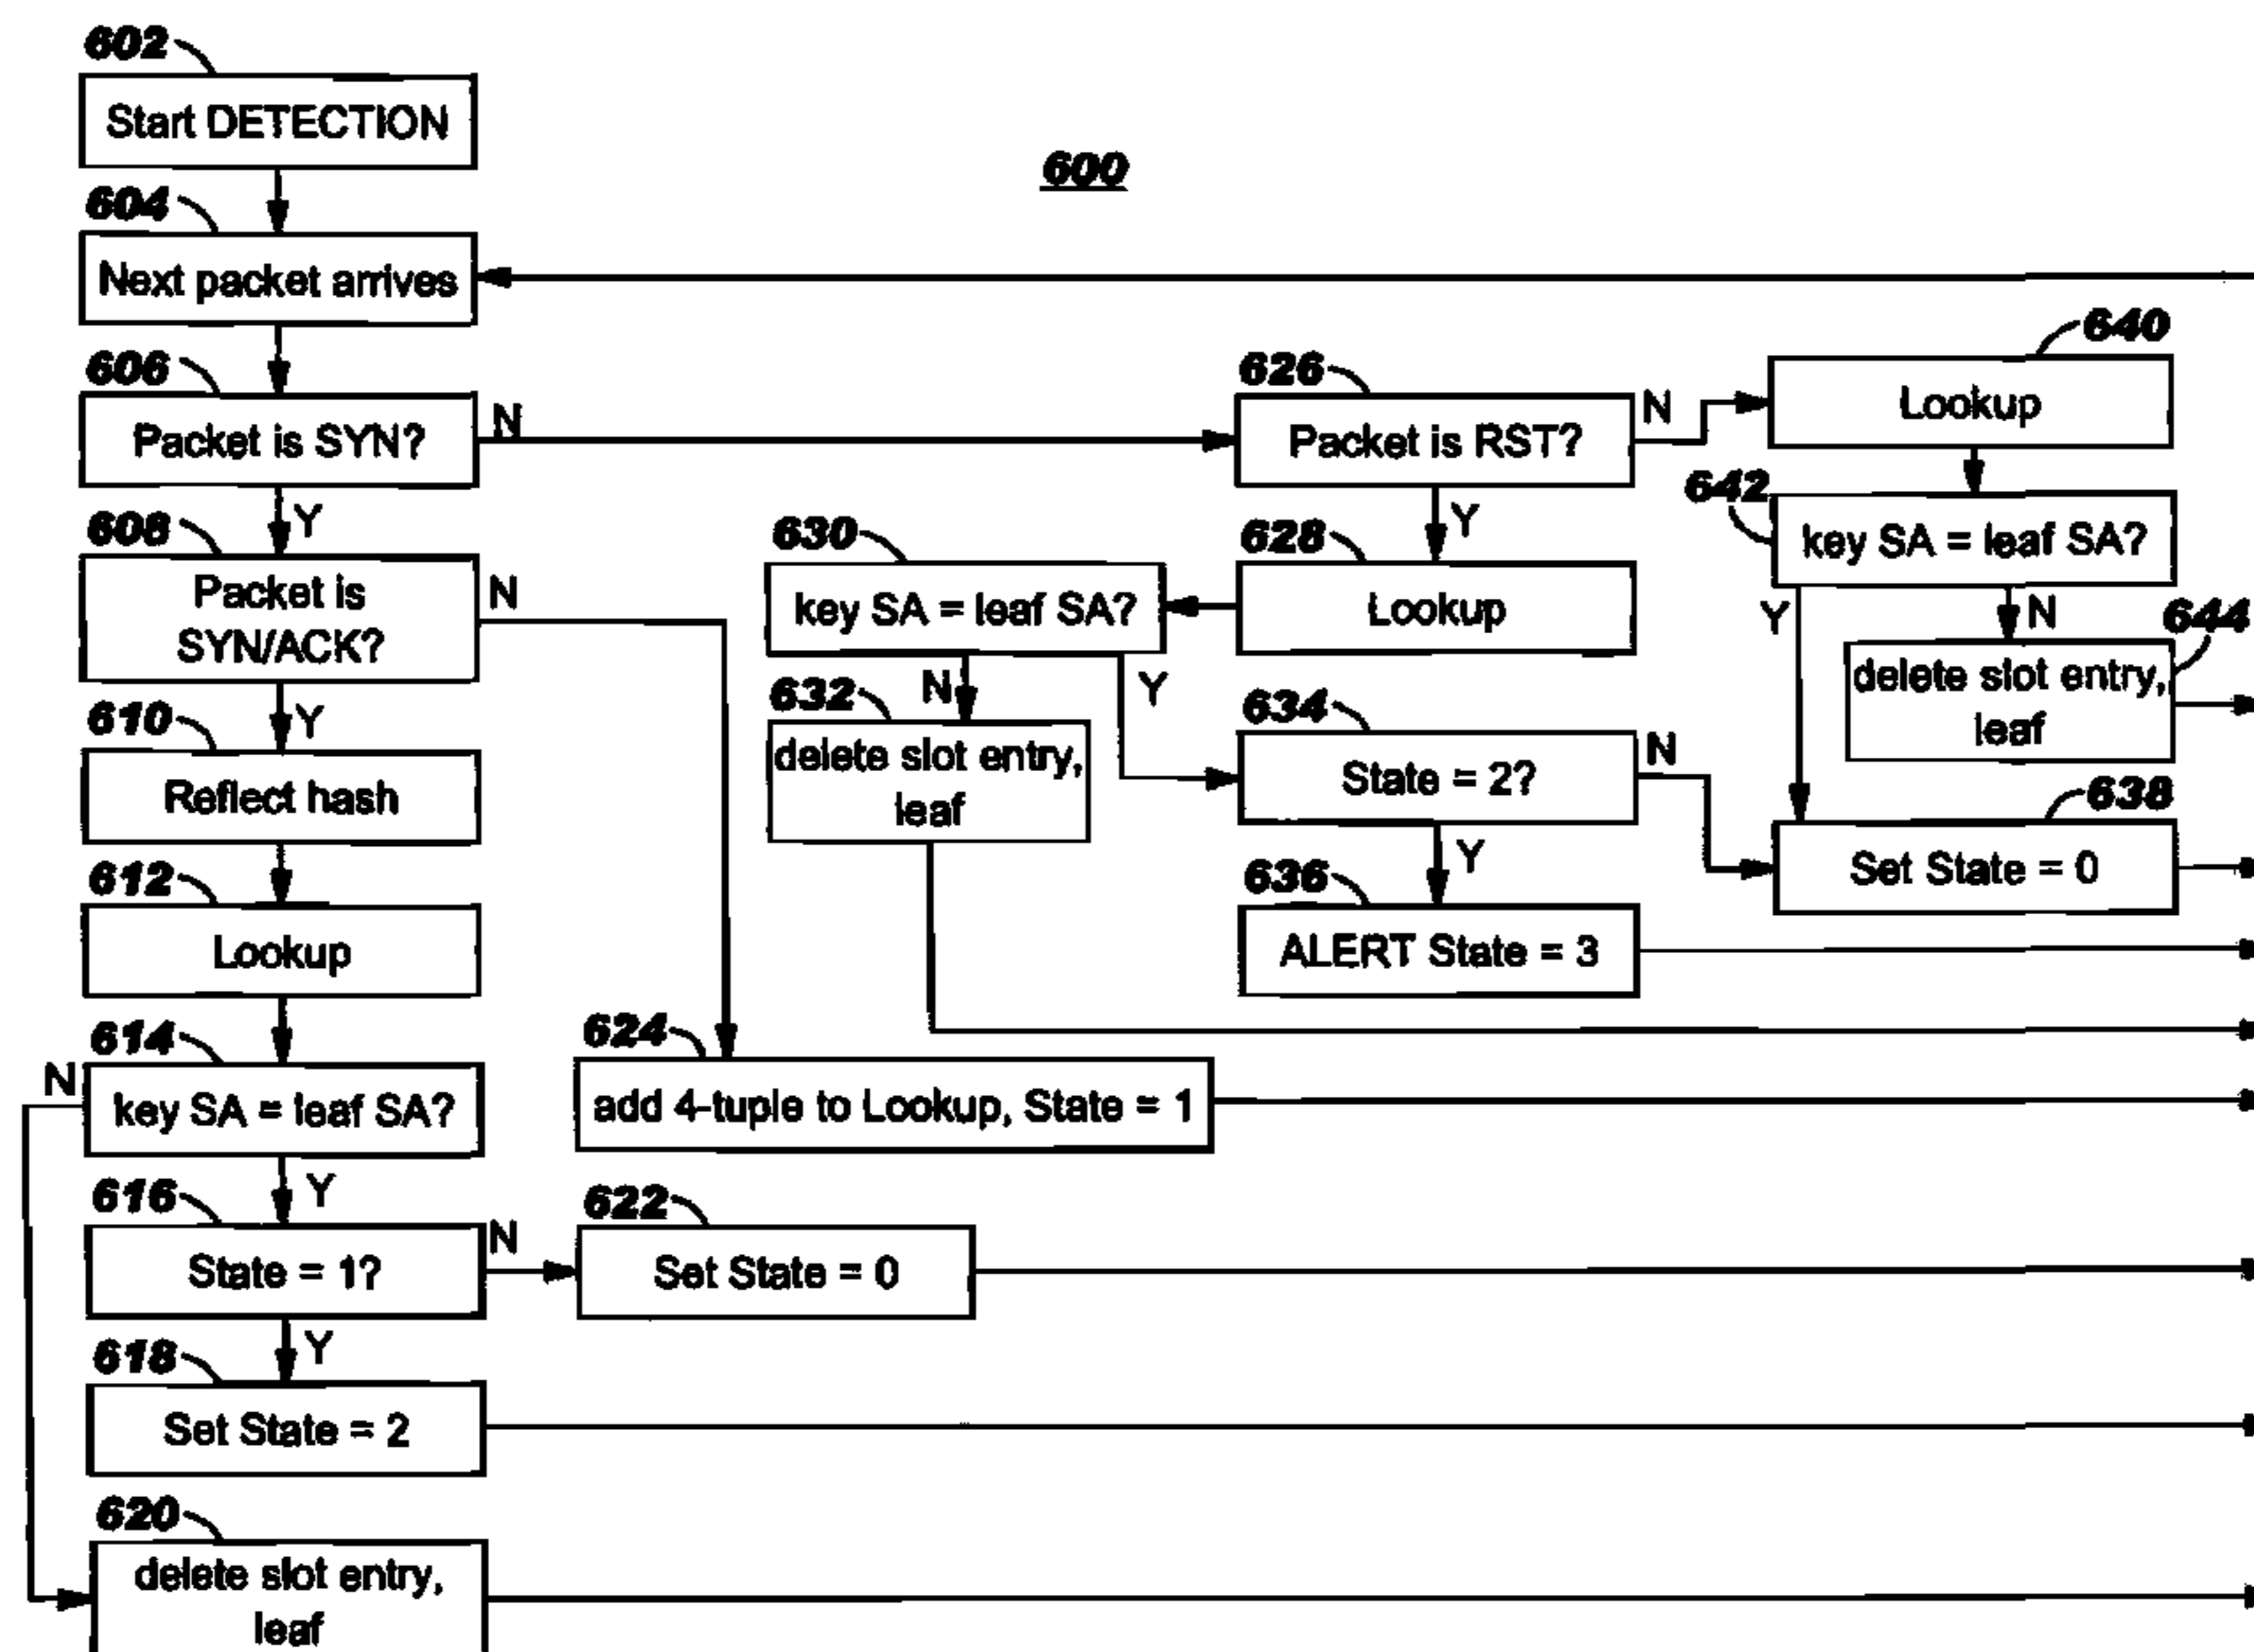 602
Start DETECTION
600
604
Next packet arrives
606
Packet is SYN?
N
Y
626
Packet is RST?
N
Y
640
Lookup
642
key SA = leaf SA?
Y
N
644
delete slot entry,
leaf
608
Packet is
SYN/ACK?
N
Y
630
key SA = leaf SA?
N
Y
628
Lookup
632
delete slot entry,
leaf
634
State = 2?
N
Y
638
Set State = 0
636
ALERT State = 3
610
Reflect hash
612
Lookup
614
N
key SA = leaf SA?
Y
624
add 4-tuple to Lookup, State = 1
616
State = 1?
N
Y
622
Set State = 0
618
Set State = 2
620
delete slot entry,
leaf